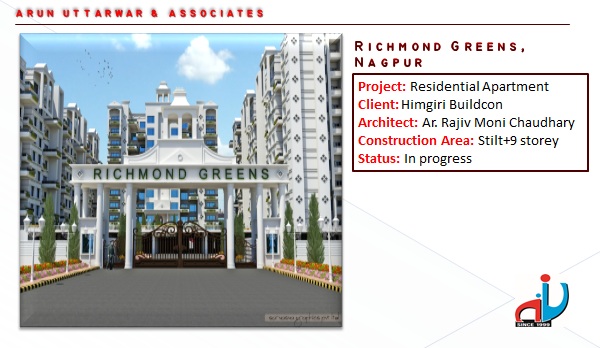 ARUN UTTARWAR & ASSOCIATES
RICHMOND GREENS,
NAGPUR
Project: Residential Apartment
Client: Himgiri Buildcon
Architect: Ar. Rajiv Moni Chaudhary
Construction Area: Stilt+9 storey
Status: In progress
RICHMOND GREENS
SINCE 1999